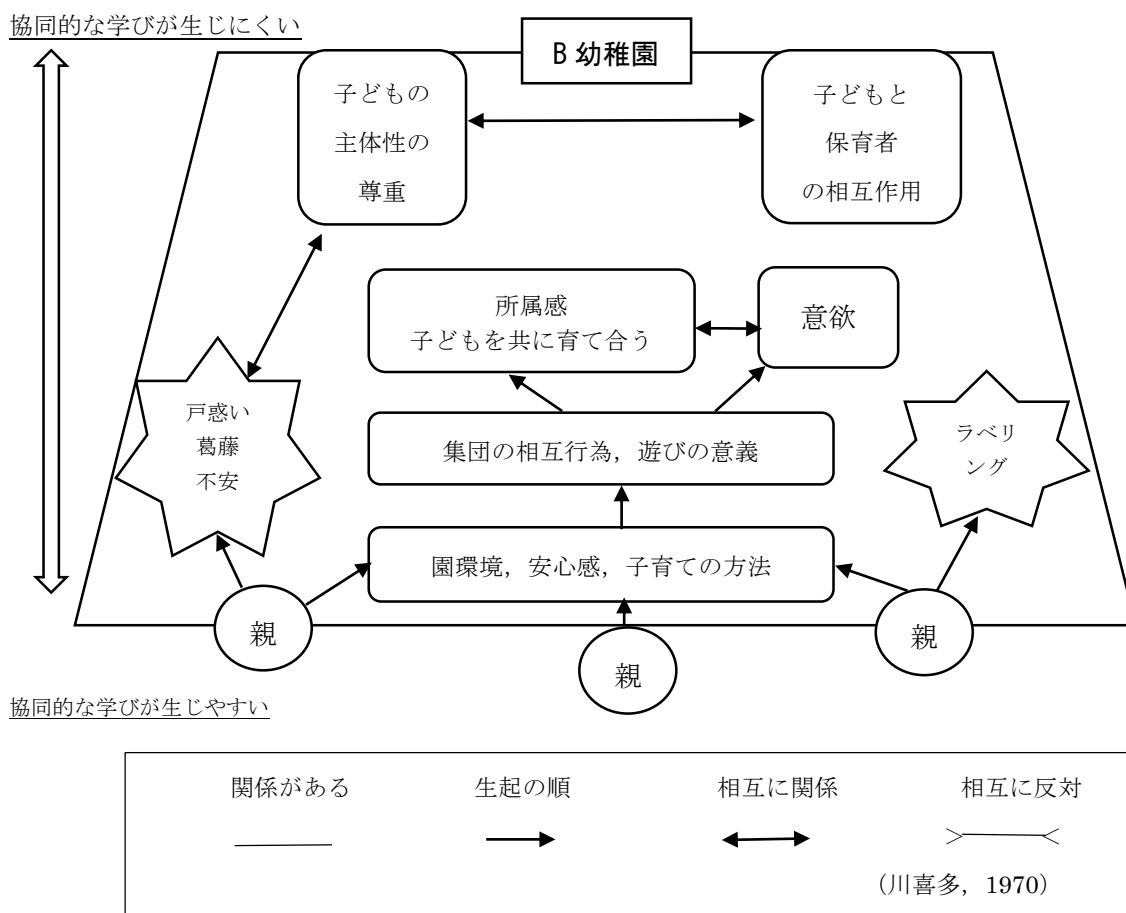 協同的な学びが生じにくい
B 幼稚園
子どもの
主体性の
尊重
子どもと
保育者
の相互作用
所属感
子どもを共に育て合う
意欲
戸惑い
葛藤
不安
集団の相互行為，遊びの意義
ラベリ
ング
園環境，安心感，子育ての方法
親
親
親
協同的な学びが生じやすい
関係がある
生起の順
相互に関係
相互に反対
（川喜多，1970）